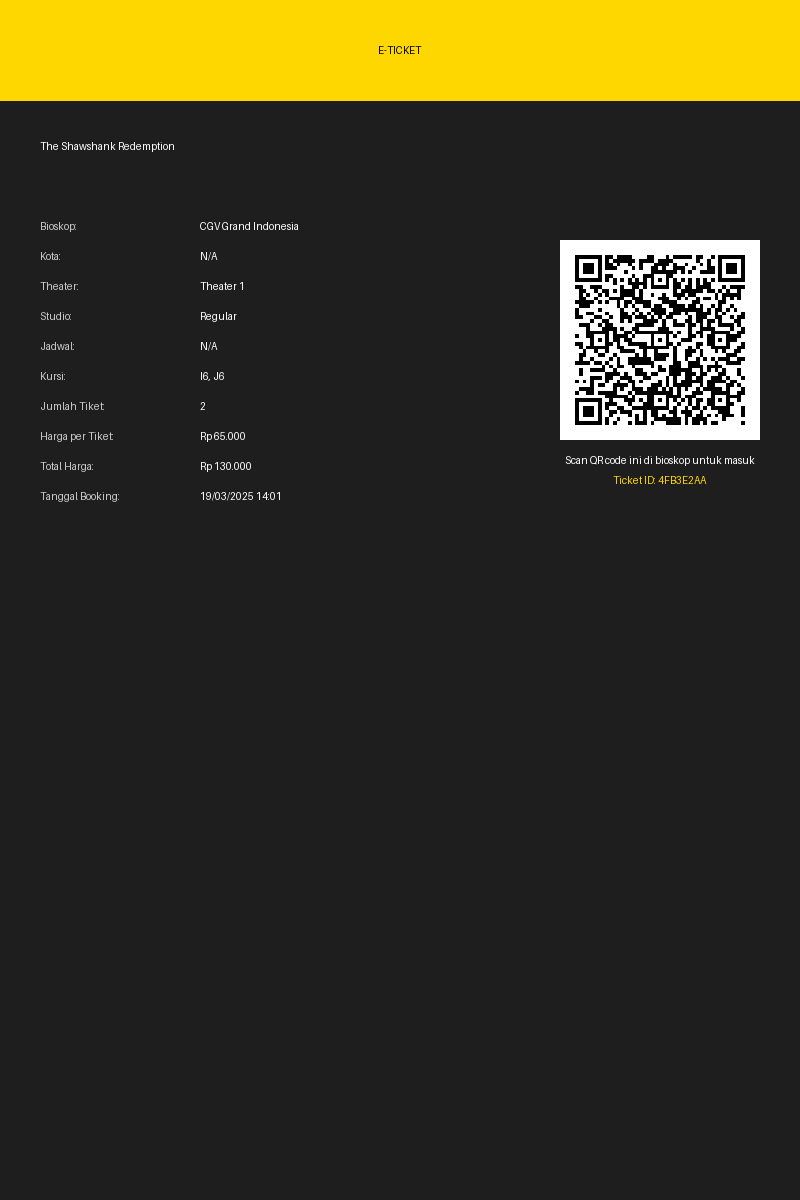 E-TICKET
The Shawshank Redemption
Bioskop: CGV Grand Indonesia
Kota: N/A
Theater: Theater 1
Studio: Regular
Jadwal: N/A
Kursi: I6, J6
Jumlah Tiket: 2
Harga per Tiket: Rp 65.000
Total Harga: Rp 130.000
Tanggal Booking: 19/03/2025 14:01
Scan QR code ini di bioskop untuk masuk
Ticket ID: 4FB3E2AA